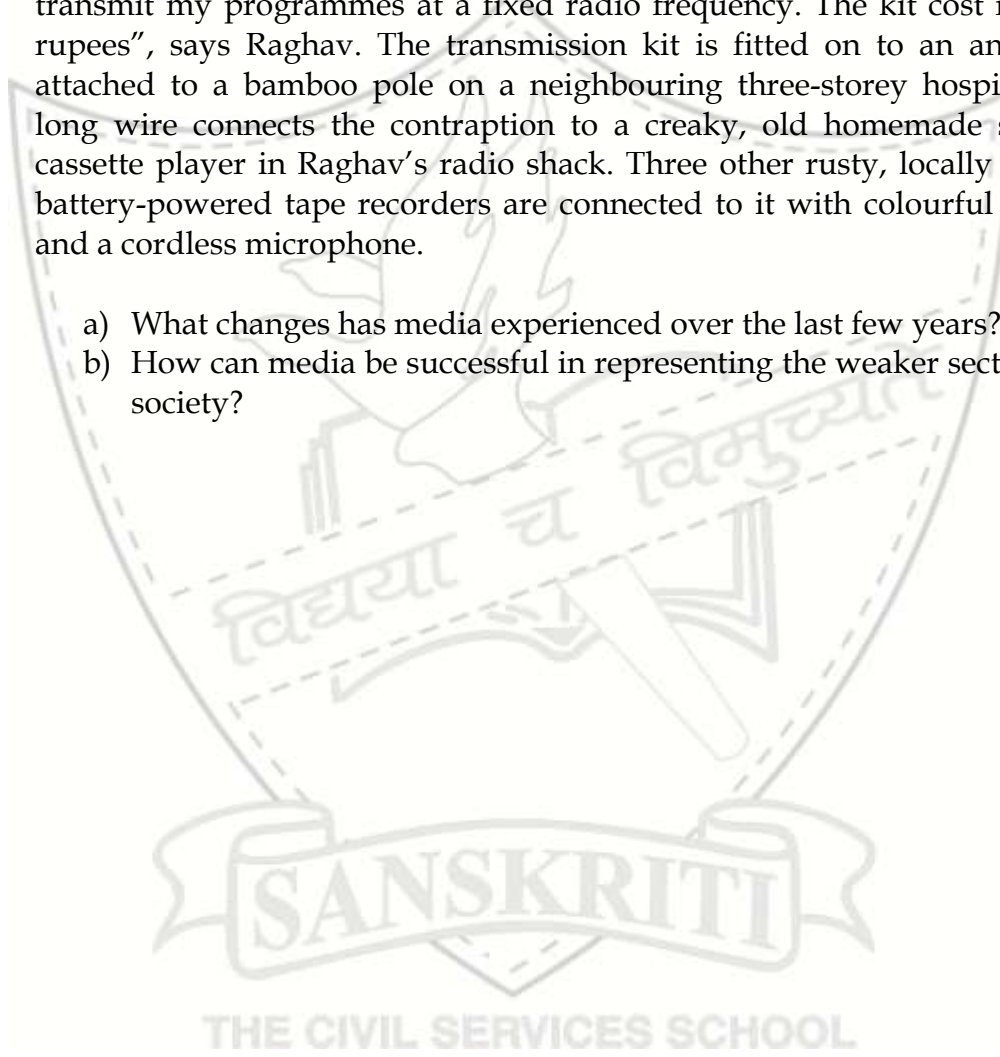 transmit my programmes at a fixed radio frequency. The kit cost
rupees”, says Raghav. The transmission kit is fitted on to an
attached to a bamboo pole on a neighbouring three-storey
long wire connects the contraption to a creaky, old homemade
cassette player in Raghav’s radio shack. Three other rusty, locally
battery-powered tape recorders are connected to it with colourful
and a cordless microphone.
a) What changes has media experienced over the last few years?
b) How can media be successful in representing the weaker
society?
विद्यया च विमुच्यते
SANSKRITI
THE CIVIL SERVICES SCHOOL